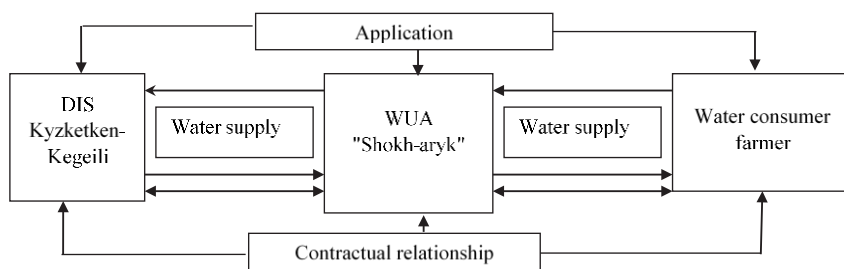 Application
DIS
Kyzketken-
Kegeili
Water supply
WUA
"Shokh-aryk"
Water supply
Water consumer
farmer
Contractual relationship